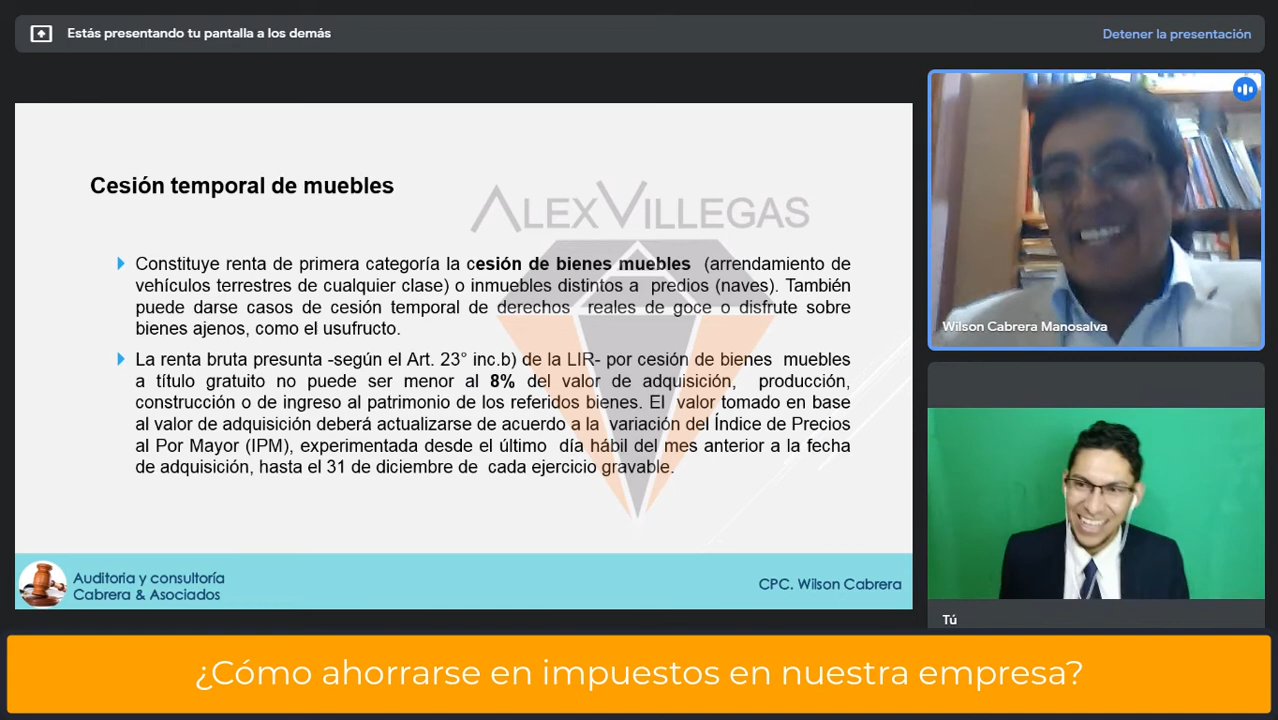 Estás presentando tu pantalla a los demás
Detener la presentación
Cesión temporal de muebles
ALEXVILLEGAS
Constituye renta de primera categoría la cesión de bienes muebles (arrendamiento de
vehículos terrestres de cualquier clase) o inmuebles distintos a predios (naves). También
puede darse casos de cesión temporal de derechos reales de goce o disfrute sobre
bienes ajenos, como el usufructo.
La renta bruta presunta -según el Art. 23° inc.b) de la LIR- por cesión de bienes muebles
a título gratuito no puede ser menor al 8% del valor de adquisición, producción,
construcción o de ingreso al patrimonio de los referidos bienes. El valor tomado en base
al valor de adquisición deberá actualizarse de acuerdo a la variación del Índice de Precios
al Por Mayor (IPM), experimentada desde el último día hábil del mes anterior a la fecha
de adquisición, hasta el 31 de diciembre de cada ejercicio gravable.
Auditoria y consultoría
Cabrera & Asociados
CPC. Wilson Cabrera
Wilson Cabrera Manosalva
Tú
¿Cómo ahorrarse en impuestos en nuestra empresa?